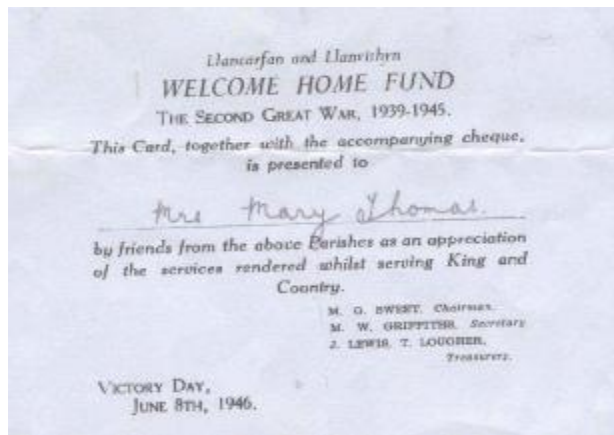 Llancarfan and Llanvithyn
WELCOME HOME FUND
THE SECOND GREAT WAR, 1939-1945.
This Card, together with the accompanying cheque,
is presented to
Mrs Mary Thomas.
by friends from the above Parishes as an appreciation
of the services rendered whilst serving King and
Country.
M. G. SWEET, Chairman.
M. W. GRIFFITHS, Secretary
J. LEWIS, T. LOUGHER,
Treasurers.
VICTORY DAY,
JUNE 8TH, 1946.